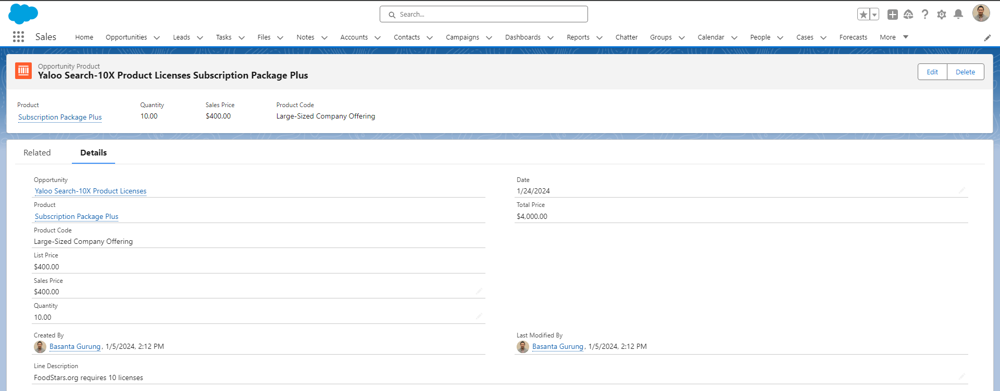 Search...
Sales
Home
Opportunities
Leads
Tasks
Files
Notes
Accounts
Contacts
Campaigns
Dashboards
Reports
Chatter
Groups
Calendar
People
Cases
Forecasts
More
Opportunity Product
Yaloo Search-10X Product Licenses Subscription Package Plus
Edit
Delete
Product
Quantity
Sales Price
Product Code
Subscription Package Plus
10.00
$400.00
Large-Sized Company Offering
Related
Details
Opportunity
Yaloo Search-10X Product Licenses
Date
1/24/2024
Product
Subscription Package Plus
Total Price
$4,000.00
Product Code
Large-Sized Company Offering
List Price
$400.00
Sales Price
$400.00
Quantity
10.00
Created By
Basanta Gurung, 1/5/2024, 2:12 PM
Last Modified By
Basanta Gurung, 1/5/2024, 2:12 PM
Line Description
FoodStars.org requires 10 licenses